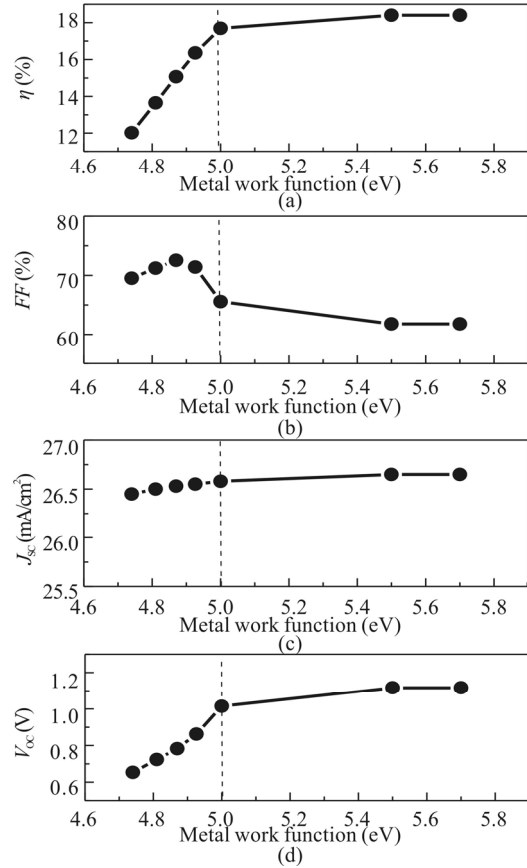 18
16
14
12
η (%)
4.6 4.8 5.0 5.2 5.4 5.6 5.8
Metal work function (eV)
(a)
80
70
60
FF (%)
4.6 4.8 5.0 5.2 5.4 5.6 5.8
Metal work function (eV)
(b)
27.0
26.5
26.0
25.5
Jsc (mA/cm²)
4.6 4.8 5.0 5.2 5.4 5.6 5.8
Metal work function (eV)
(c)
1.2
1.0
0.8
0.6
Voc (V)
4.6 4.8 5.0 5.2 5.4 5.6 5.8
Metal work function (eV)
(d)